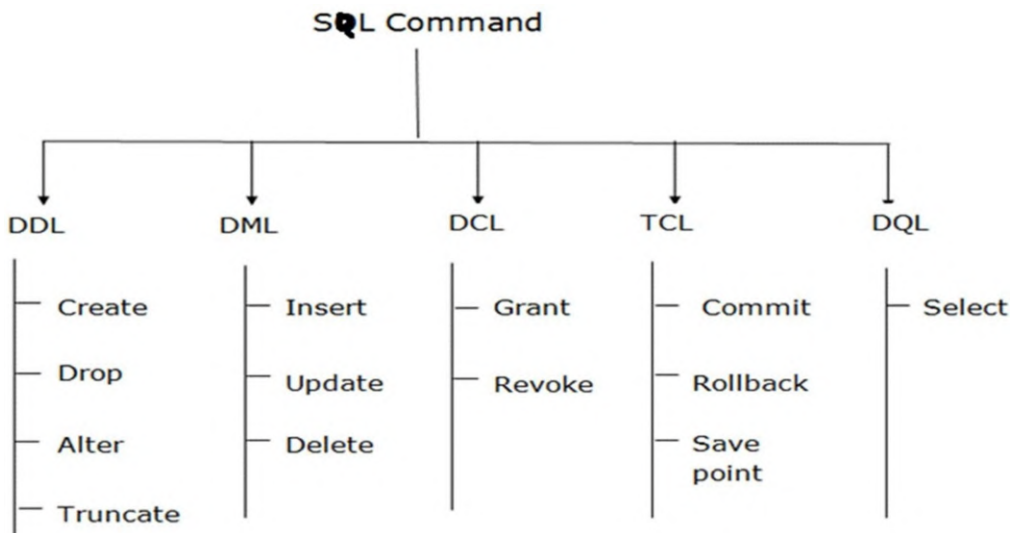 SQL Command
DDL
DML
DCL
TCL
DQL
Create
Drop
Alter
Truncate
Insert
Update
Delete
Grant
Revoke
Commit
Rollback
Save
point
Select